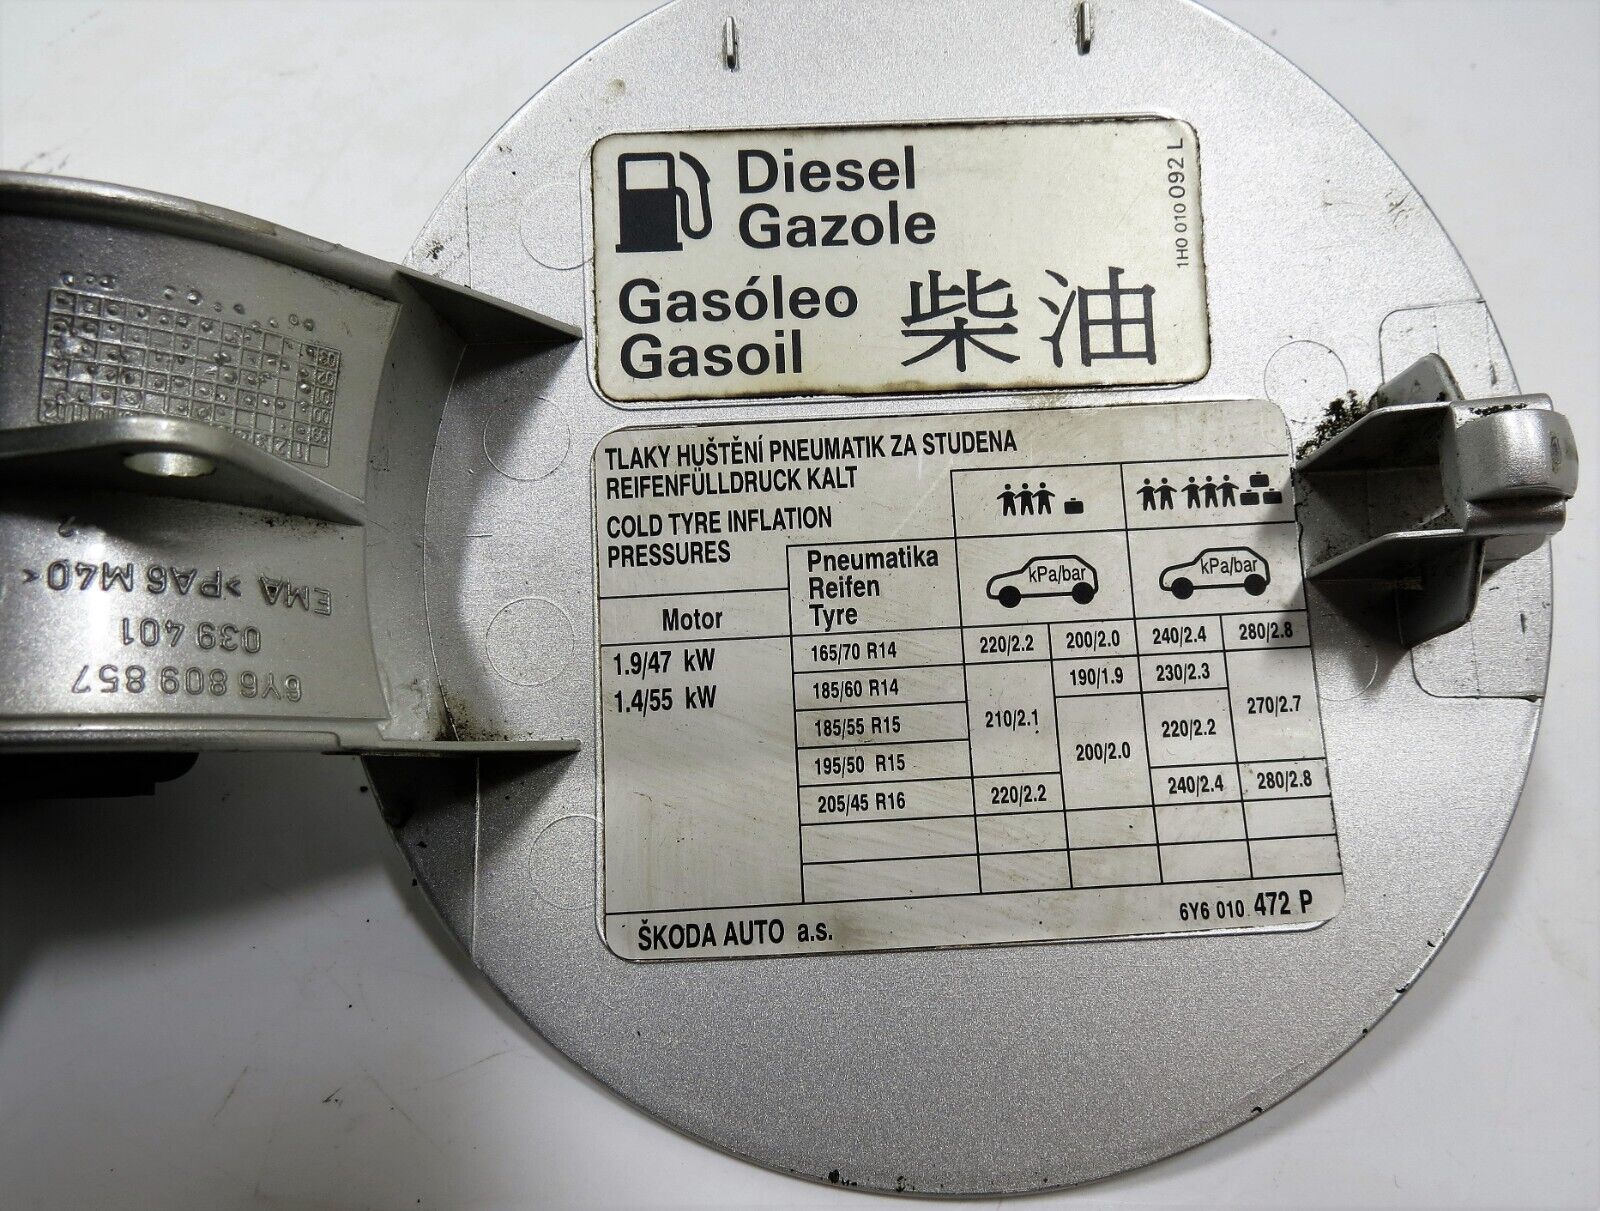 Diesel
Gazole
Gasóleo
Gasoil
柴油
1H0 010 092 L
TLAKY HUŠTĚNÍ PNEUMATIK ZA STUDENA
REIFENFÜLLDRUCK KALT
COLD TYRE INFLATION
PRESSURES
Pneumatika
Reifen
Tyre
kPa/bar kPa/bar
Motor
1.9/47 kW
1.4/55 kW
165/70 R14 220/2.2 200/2.0 240/2.4 280/2.8
185/60 R14 190/1.9 230/2.3
185/55 R15 210/2.1 220/2.2 270/2.7
195/50 R15 200/2.0
205/45 R16 220/2.2 240/2.4 280/2.8
ŠKODA AUTO a.s. 6Y6 010 472 P
6Y6 809 857
039 401
EMA >PA6 M40<